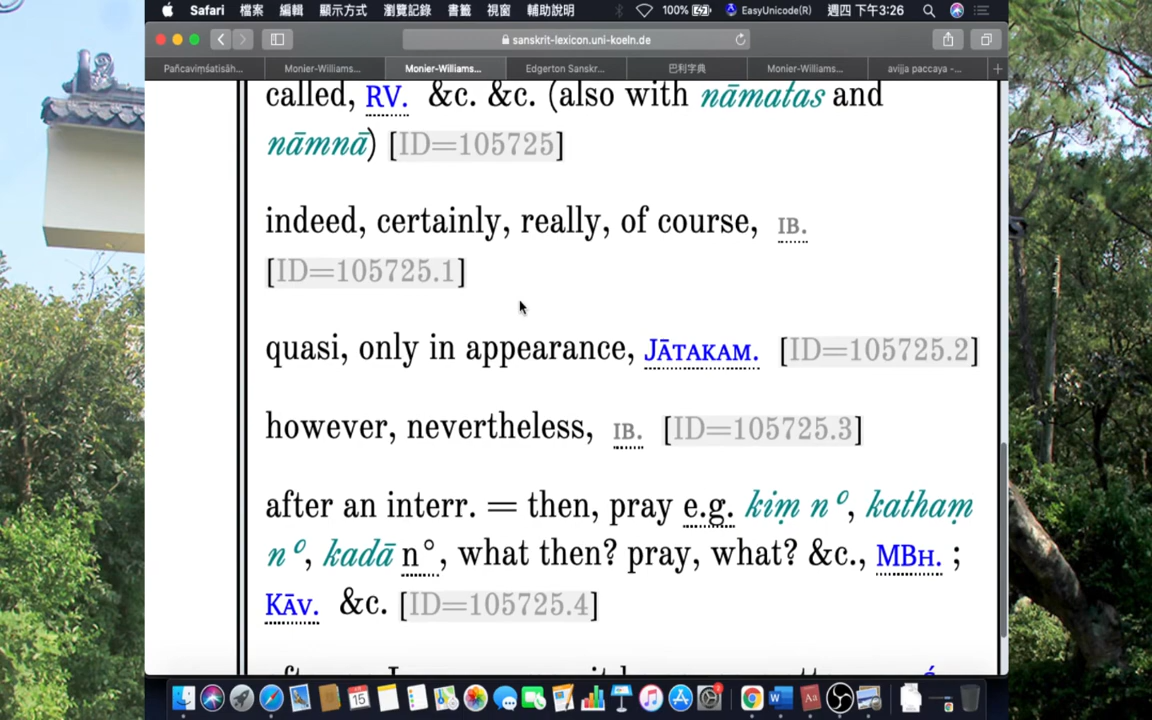 Safari 檔案 編輯 顯示方式 瀏覽記錄 書籤 視窗 輔助說明 100% EasyUnicode(R) 週四 下午3:26
sanskrit-lexicon.uni-koeln.de
Pañcaviṃśatisāh... Monier-Williams... Monier-Williams... Edgerton Sanskr... 巴利字典 Monier-Williams... avijja paccaya -...
called, RV. &c. &c. (also with nāmatas and
nāmnā) [ID=105725]
indeed, certainly, really, of course, IB.
[ID=105725.1]
quasi, only in appearance, JĀTAKAM. [ID=105725.2]
however, nevertheless, IB. [ID=105725.3]
after an interr. = then, pray e.g. kiṃ nº, kathaṃ
nº, kadā n°, what then? pray, what? &c., MBH. ;
KĀV. &c. [ID=105725.4]